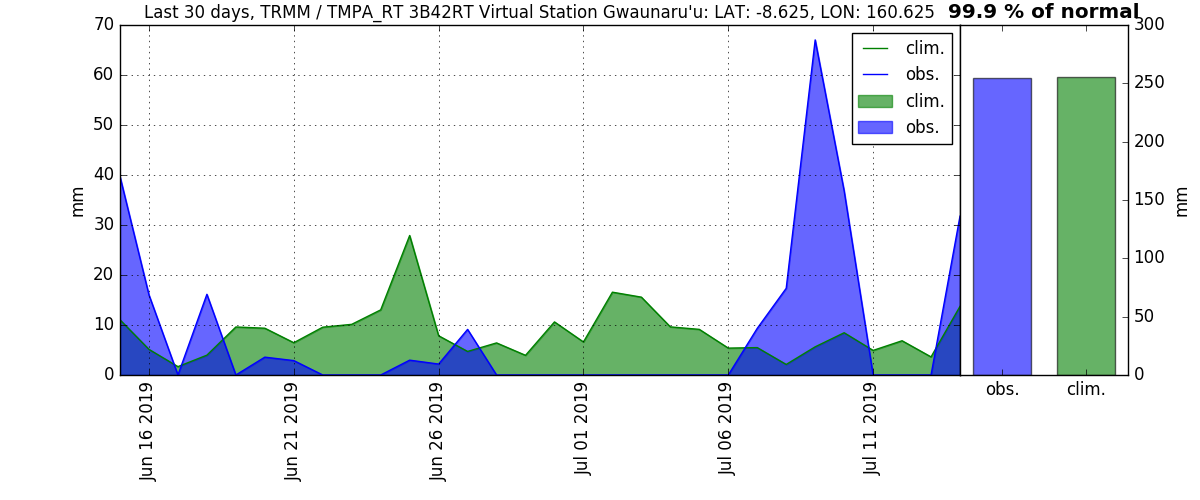 Last 30 days, TRMM / TMPA_RT 3B42RT Virtual Station Gwaunaru'u: LAT: -8.625, LON: 160.625
99.9 % of normal
70
60
50
40
30
20
10
0
mm
clim.
obs.
clim.
obs.
Jun 16 2019
Jun 21 2019
Jun 26 2019
Jul 01 2019
Jul 06 2019
Jul 11 2019
300
250
200
150
100
50
0
mm
obs.
clim.